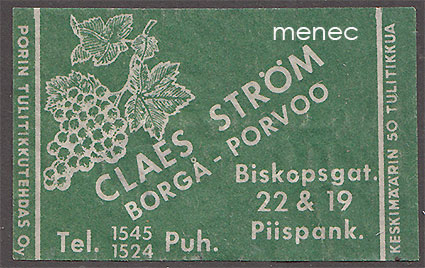 menec
PORIN TULITIKKUTEHDAS OY.
CLAES STRÖM
BORGÅ - PORVOO
Biskopsgat.
22 & 19
Piispank.
Tel. 1545 Puh.
1524
KESKIMÄÄRIN 50 TULITIKKUA